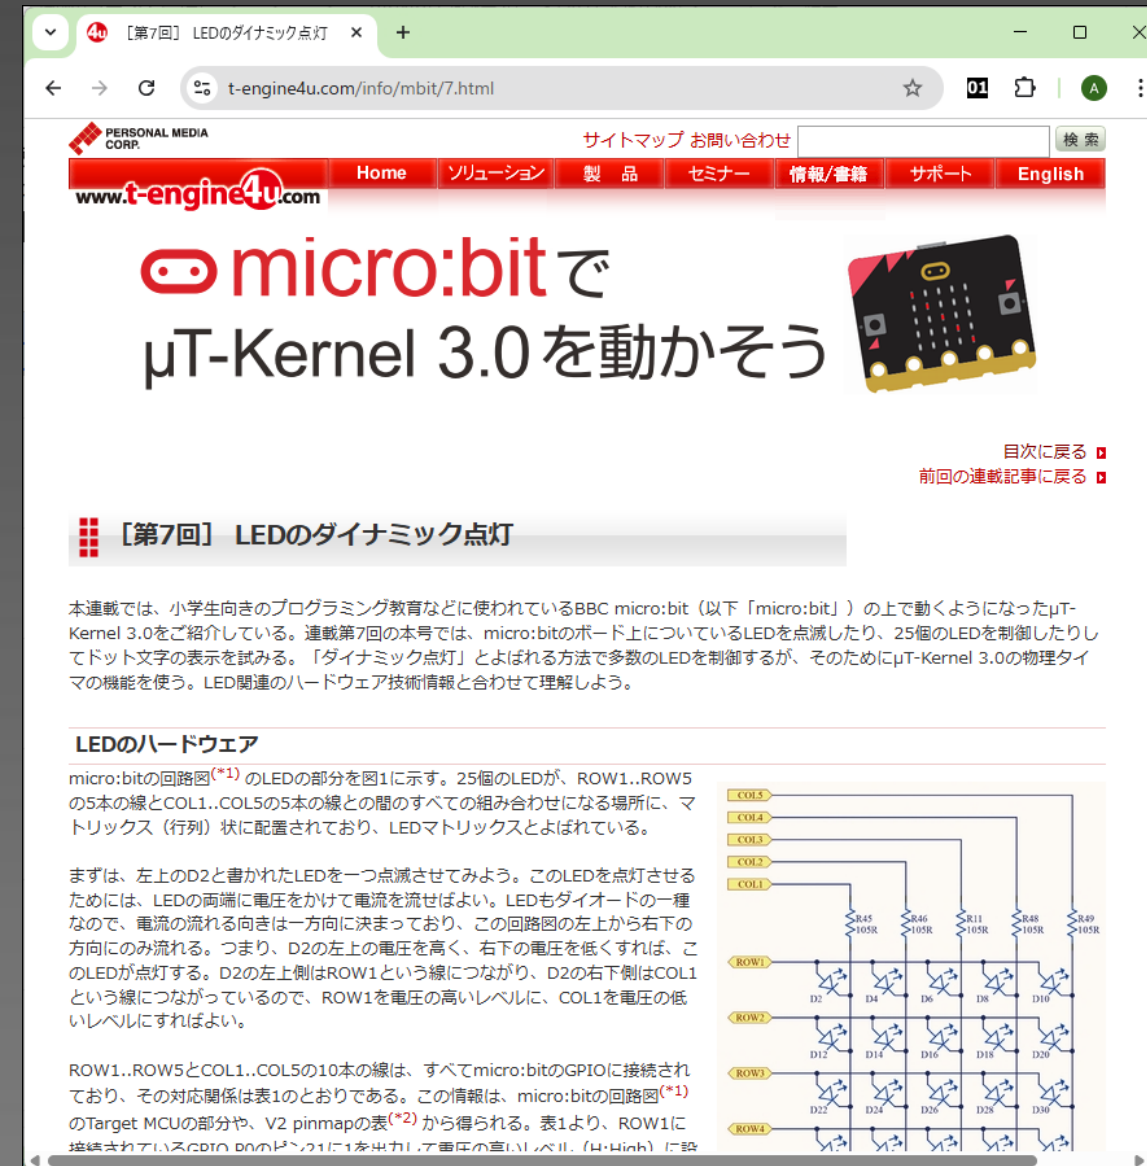 ［第7回］ LEDのダイナミック点灯
t-engine4u.com/info/mbit/7.html
01
A
PERSONAL MEDIA
CORP.
サイトマップ お問い合わせ
検 索
www.t-engine4u.com
Home
ソリューション
製 品
セミナー
情報/書籍
サポート
English
micro:bitで
µT-Kernel 3.0を動かそう
目次に戻る
前回の連載記事に戻る
［第7回］ LEDのダイナミック点灯
本連載では、小学生向きのプログラミング教育などに使われているBBC micro:bit（以下「micro:bit」）の上で動くようになったµT-
Kernel 3.0をご紹介している。連載第7回の本号では、micro:bitのボード上についているLEDを点滅したり、25個のLEDを制御したりし
てドット文字の表示を試みる。「ダイナミック点灯」とよばれる方法で多数のLEDを制御するが、そのためにµT-Kernel 3.0の物理タイ
マの機能を使う。LED関連のハードウェア技術情報と合わせて理解しよう。
LEDのハードウェア
micro:bitの回路図(*1) のLEDの部分を図1に示す。25個のLEDが、ROW1..ROW5
の5本の線とCOL1..COL5の5本の線との間のすべての組み合わせになる場所に、マ
トリックス（行列）状に配置されており、LEDマトリックスとよばれている。
まずは、左上のD2と書かれたLEDを一つ点滅させてみよう。このLEDを点灯させる
ためには、LEDの両端に電圧をかけて電流を流せばよい。LEDもダイオードの一種
なので、電流の流れる向きは一方向に決まっており、この回路図の左上から右下の
方向にのみ流れる。つまり、D2の左上の電圧を高く、右下の電圧を低くすれば、こ
のLEDが点灯する。D2の左上側はROW1という線につながり、D2の右下側はCOL1
という線につながっているので、ROW1を電圧の高いレベルに、COL1を電圧の低
いレベルにすればよい。
ROW1..ROW5とCOL1..COL5の10本の線は、すべてmicro:bitのGPIOに接続され
ており、その対応関係は表1のとおりである。この情報は、micro:bitの回路図(*1)
のTarget MCUの部分や、V2 pinmapの表(*2) から得られる。表1より、ROW1に
接続されているGPIO P0のピン21に1を出力して電圧の高いレベル（H:High）に設
COL5
COL4
COL3
COL2
COL1
R45 R46 R11 R48 R49
105R 105R 105R 105R 105R
ROW1
D2 D4 D6 D8 D10
ROW2
D12 D14 D16 D18 D20
ROW3
D22 D24 D26 D28 D30
ROW4